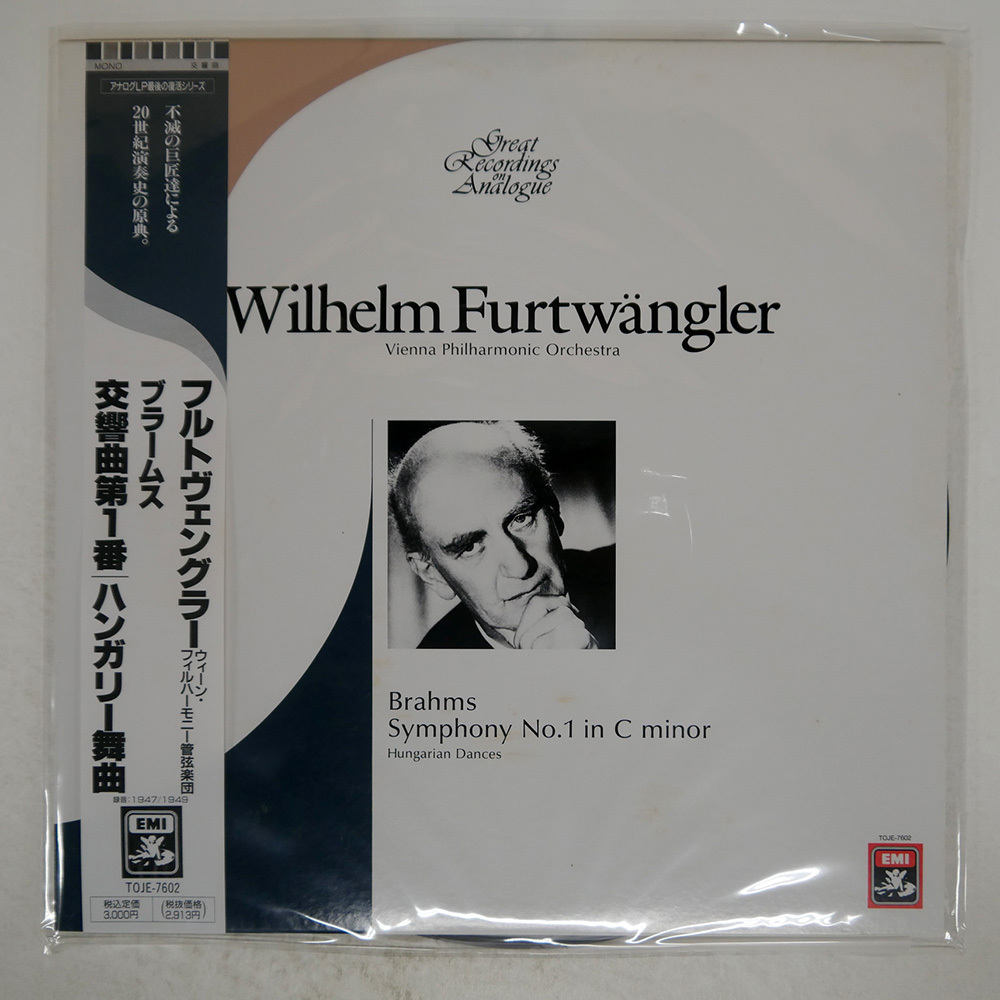 MONO
交響曲
アナログLP最後の復活シリーズ
不滅の巨匠達による
20世紀演奏史の原典。
フルトヴェングラー
ウィーン・
フィルハーモニー管弦楽団
ブラームス
交響曲第1番|ハンガリー舞曲
録音:1947/1949
EMI
TOJE-7602
税込定価
3,000円
(税抜価格)
2,913円
Great
Recordings
on
Analogue
Wilhelm Furtwängler
Vienna Philharmonic Orchestra
Brahms
Symphony No.1 in C minor
Hungarian Dances
TOJE-7602
EMI